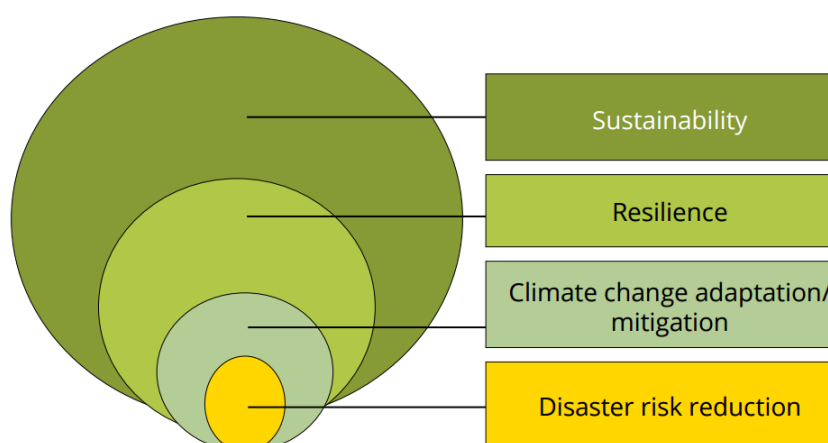 Sustainability
Resilience
Climate change adaptation/
mitigation
Disaster risk reduction